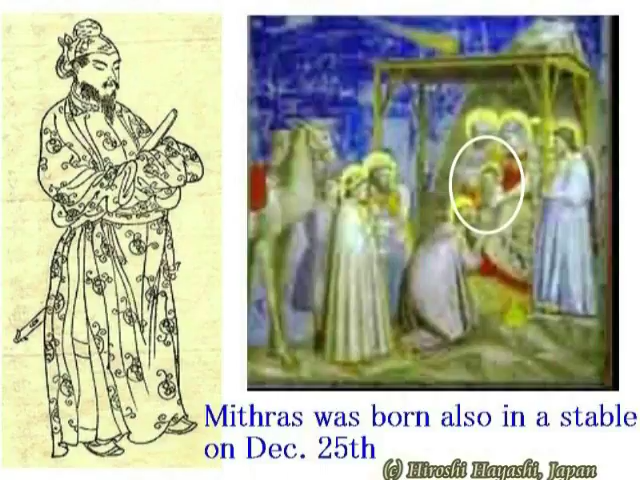 Mithras was born also in a stable
on Dec. 25th
(c) Hiroshi Hayashi, Japan